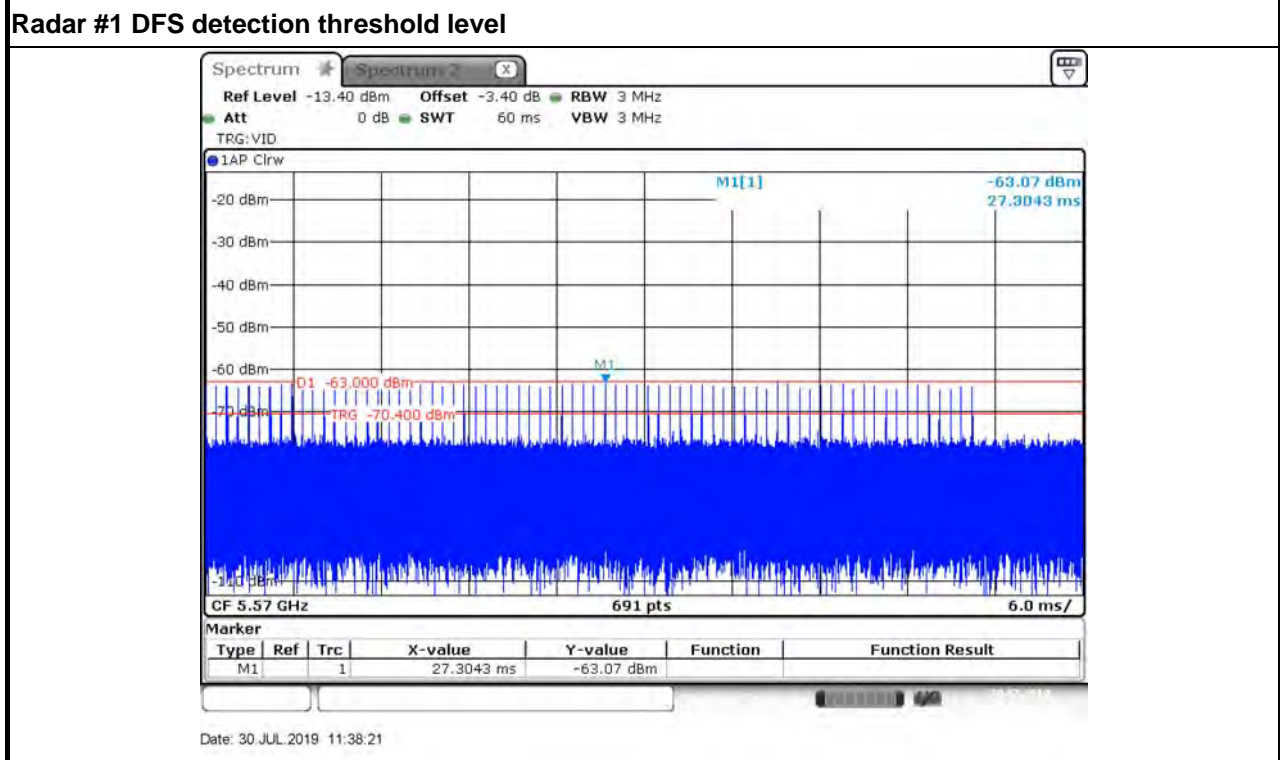 Radar #1 DFS detection threshold level
Spectrum Spectrum 2 X
Ref Level -13.40 dBm Offset -3.40 dB RBW 3 MHz
Att 0 dB SWT 60 ms VBW 3 MHz
TRG:VID
1AP Clrw
M1[1] -63.07 dBm
27.3043 ms
-20 dBm
-30 dBm
-40 dBm
-50 dBm
-60 dBm
M1
D1 -63.000 dBm
-70 dBm
TRG -70.400 dBm
-110 dBm
CF 5.57 GHz 691 pts 6.0 ms/
Marker
Type Ref Trc X-value Y-value Function Function Result
M1 1 27.3043 ms -63.07 dBm
Date: 30.JUL.2019 11:38:21